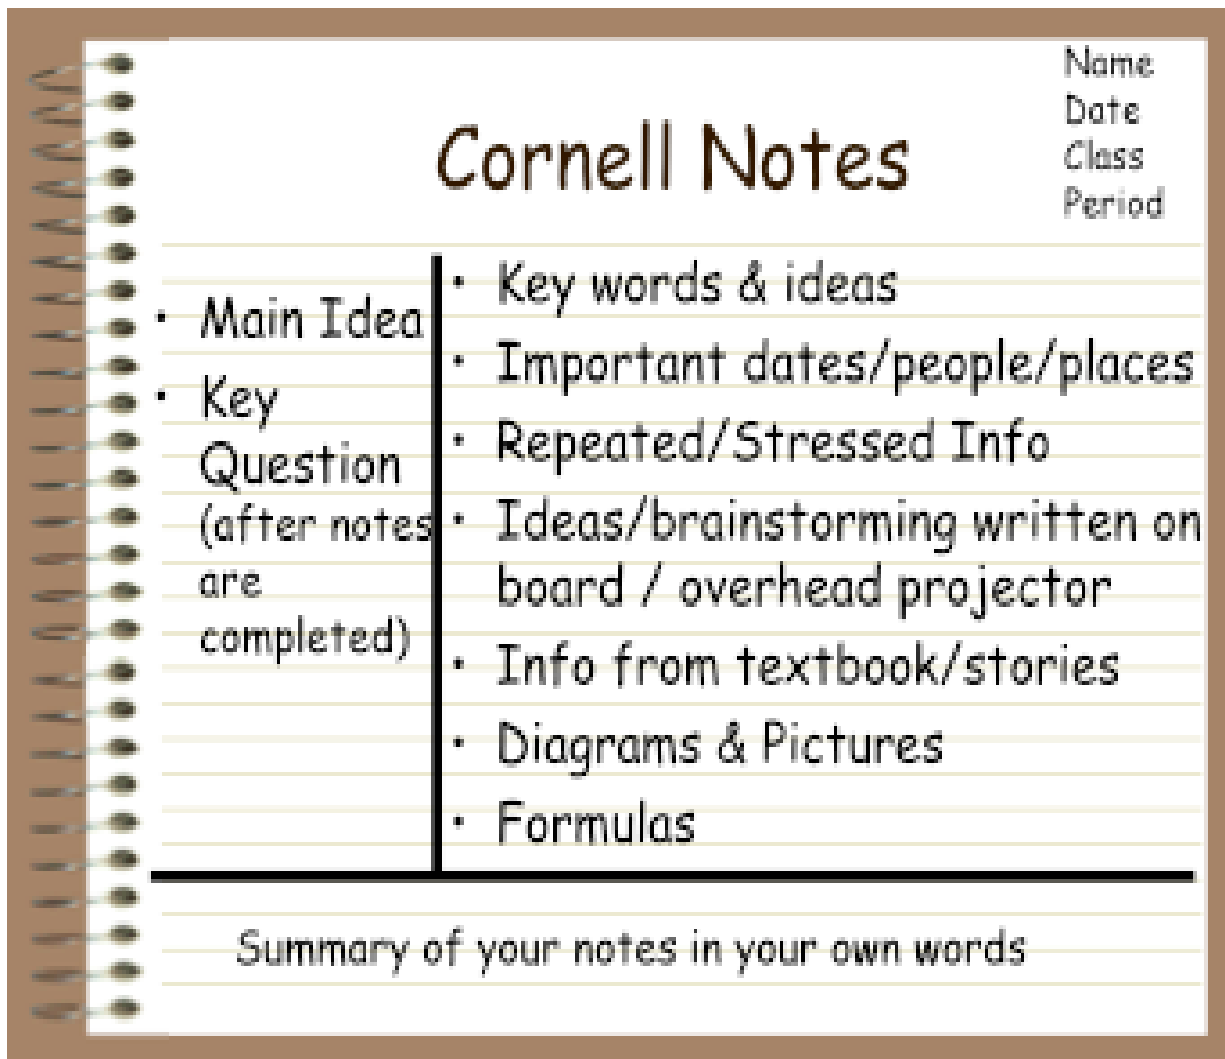 Name
Date
Class
Period
Cornell Notes
• Main Idea
• Key
Question
(after notes
are
completed)
• Key words & ideas
• Important dates/people/places
• Repeated/Stressed Info
• Ideas/brainstorming written on
board / overhead projector
• Info from textbook/stories
• Diagrams & Pictures
• Formulas
Summary of your notes in your own words